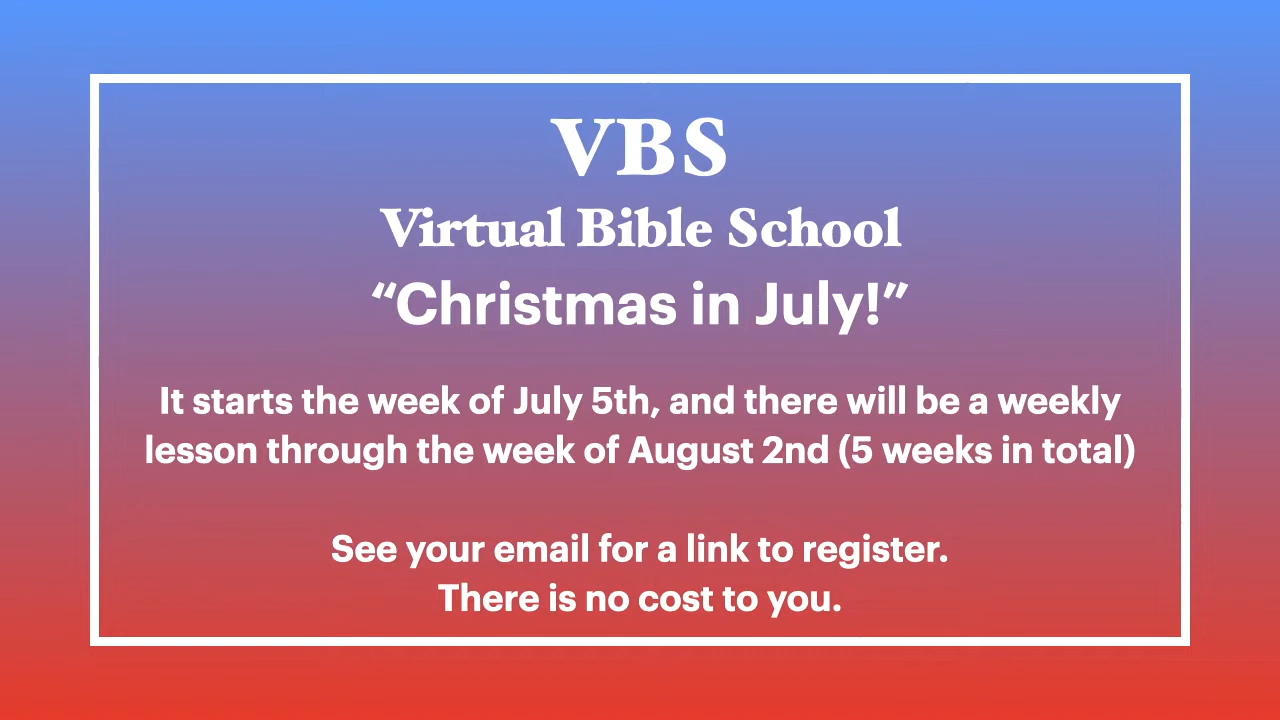 VBS
Virtual Bible School
“Christmas in July!”
It starts the week of July 5th, and there will be a weekly
lesson through the week of August 2nd (5 weeks in total)
See your email for a link to register.
There is no cost to you.